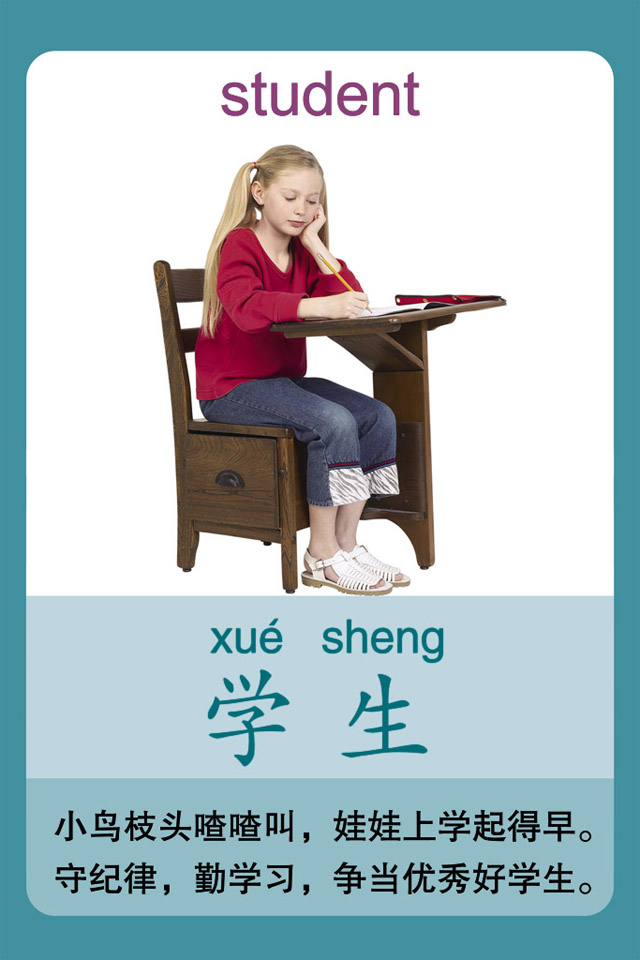 student
xué sheng
学生
小鸟枝头喳喳叫，娃娃上学起得早。
守纪律，勤学习，争当优秀好学生。